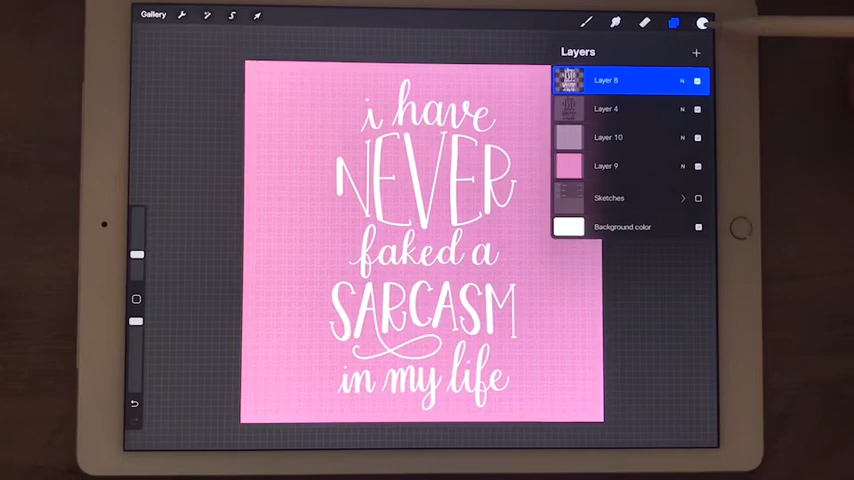 Gallery
Layers
Layer 8 N
Layer 4 N
Layer 10 N
Layer 9 N
Sketches
Background color
i have
NEVER
faked a
SARCASM
in my life